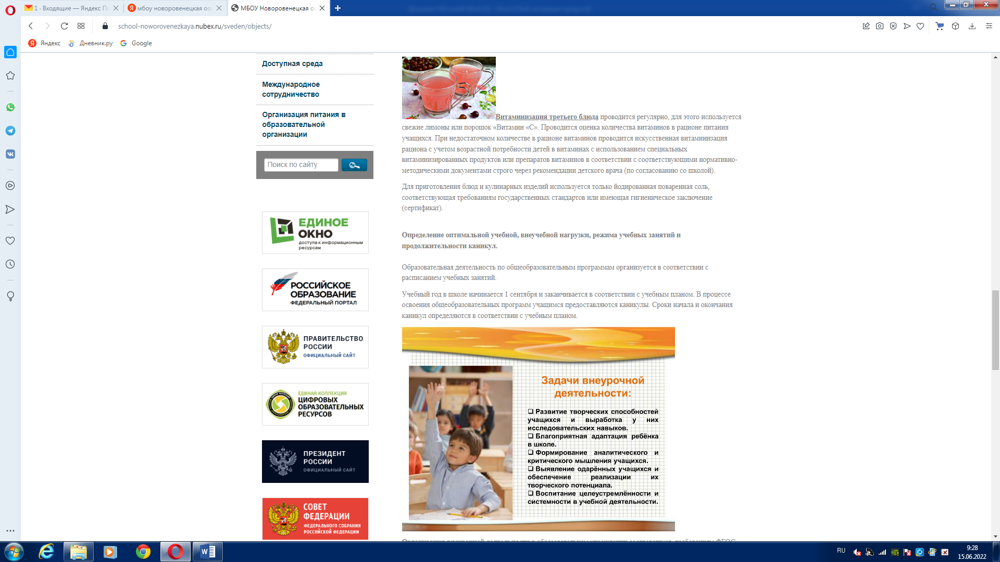 1 · Входящие — Яндекс По
мбоу новоровенецкая ос
МБОУ Новоровенецкая о
school-noworovenezkaya.nubex.ru/sveden/objects/
Яндекс
Дневник.ру
Google
Доступная среда
Международное
сотрудничество
Организация питания в
образовательной
организации
Поиск по сайту
ЕДИНОЕ
ОКНО
доступа к информационным
ресурсам
РОССИЙСКОЕ
ОБРАЗОВАНИЕ
ФЕДЕРАЛЬНЫЙ ПОРТАЛ
ПРАВИТЕЛЬСТВО
РОССИИ
ОФИЦИАЛЬНЫЙ САЙТ
ЕДИНАЯ КОЛЛЕКЦИЯ
ЦИФРОВЫХ
ОБРАЗОВАТЕЛЬНЫХ
РЕСУРСОВ
ПРЕЗИДЕНТ
РОССИИ
ОФИЦИАЛЬНЫЙ САЙТ
СОВЕТ
ФЕДЕРАЦИИ
ФЕДЕРАЛЬНОГО СОБРАНИЯ
РОССИЙСКОЙ ФЕДЕРАЦИИ
Витаминизация третьего блюда проводится регулярно, для этого используется
свежие лимоны или порошок «Витамин «С». Проводится оценка количества витаминов в рационе питания
учащихся. При недостаточном количестве в рационе витаминов проводится искусственная витаминизация
рациона с учетом возрастной потребности детей в витаминах с использованием специальных
витаминизированных продуктов или препаратов витаминов в соответствии с соответствующими нормативно-
методическими документами строго через рекомендации детского врача (по согласованию со школой).
Для приготовления блюд и кулинарных изделий используется только йодированная поваренная соль,
соответствующая требованиям государственных стандартов или имеющая гигиеническое заключение
(сертификат).
Определение оптимальной учебной, внеучебной нагрузки, режима учебных занятий и
продолжительности каникул.
Образовательная деятельность по общеобразовательным программам организуется в соответствии с
расписанием учебных занятий.
Учебный год в школе начинается 1 сентября и заканчивается в соответствии с учебным планом. В процессе
освоения общеобразовательных программ учащимся предоставляются каникулы. Сроки начала и окончания
каникул определяются в соответствии с учебным планом.
Задачи внеурочной
деятельности:
Развитие творческих способностей
учащихся и выработка у них
исследовательских навыков.
Благоприятная адаптация ребёнка
в школе.
Формирование аналитического и
критического мышления учащихся.
Выявление одарённых учащихся и
обеспечение реализации их
творческого потенциала.
Воспитание целеустремлённости и
системности в учебной деятельности.
RU
9:28
15.06.2022